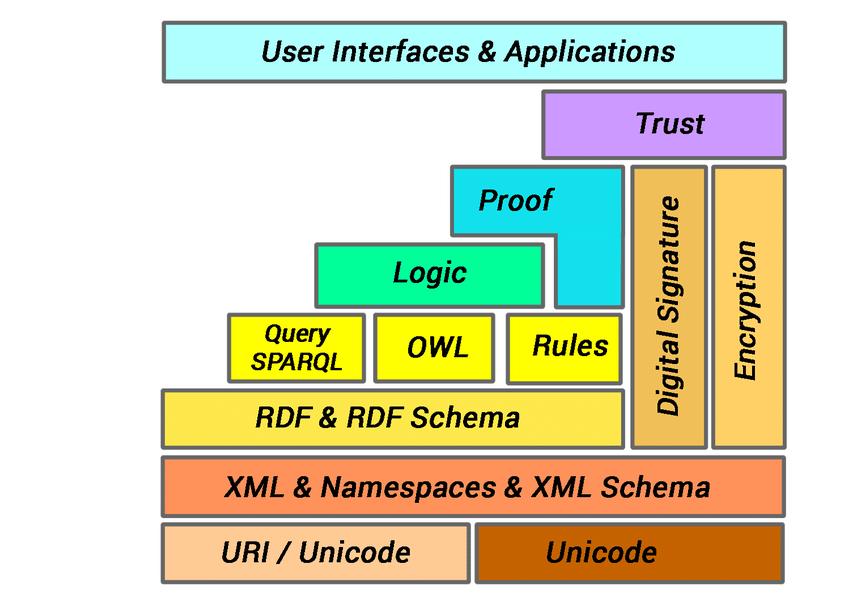 User Interfaces & Applications
Trust
Proof
Digital Signature
Encryption
Logic
Query
SPARQL
OWL
Rules
RDF & RDF Schema
XML & Namespaces & XML Schema
URI / Unicode
Unicode